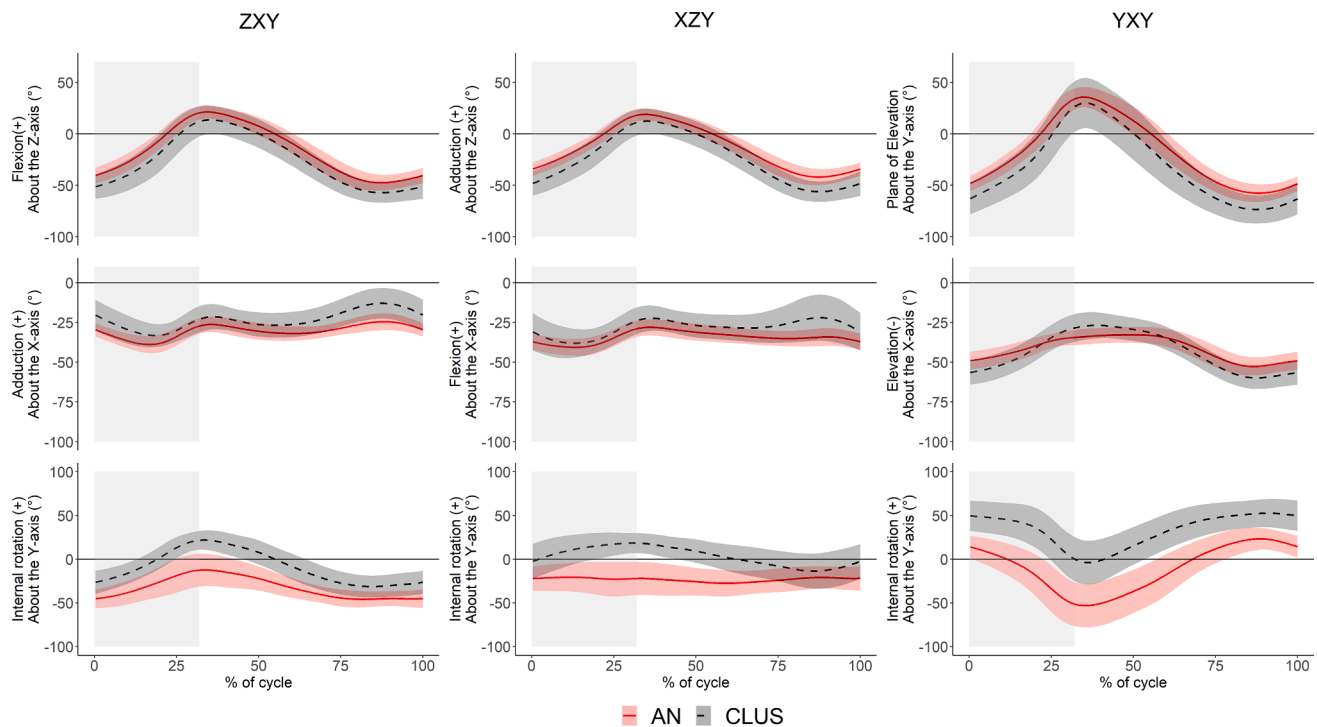 ZXY
XZY
YXY
Flexion(+)
About the Z-axis (°)
50
0
-50
-100
Adduction (+)
About the Z-axis (°)
50
0
-50
-100
Plane of Elevation
About the Y-axis (°)
50
0
-50
-100
Adduction (+)
About the X-axis (°)
0
-25
-50
-75
-100
Flexion(+)
About the X-axis (°)
0
-25
-50
-75
-100
Elevation(-)
About the X-axis (°)
0
-25
-50
-75
-100
Internal rotation (+)
About the Y-axis (°)
100
50
0
-50
-100
Internal rotation (+)
About the Y-axis (°)
100
50
0
-50
-100
Internal rotation (+)
About the Y-axis (°)
100
50
0
-50
-100
0 25 50 75 100
0 25 50 75 100
0 25 50 75 100
% of cycle
% of cycle
% of cycle
AN CLUS